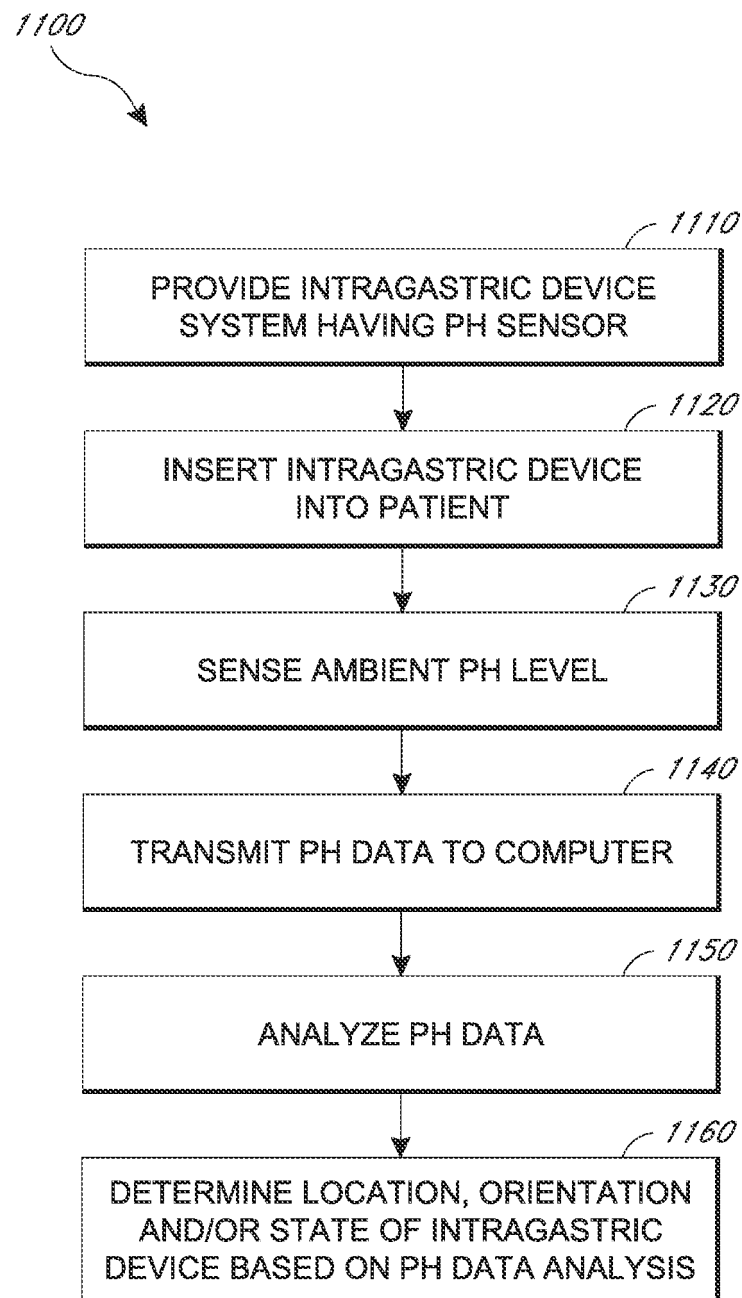 1100
1110
PROVIDE INTRAGASTRIC DEVICE
SYSTEM HAVING PH SENSOR
1120
INSERT INTRAGASTRIC DEVICE
INTO PATIENT
1130
SENSE AMBIENT PH LEVEL
1140
TRANSMIT PH DATA TO COMPUTER
1150
ANALYZE PH DATA
1160
DETERMINE LOCATION, ORIENTATION
AND/OR STATE OF INTRAGASTRIC
DEVICE BASED ON PH DATA ANALYSIS